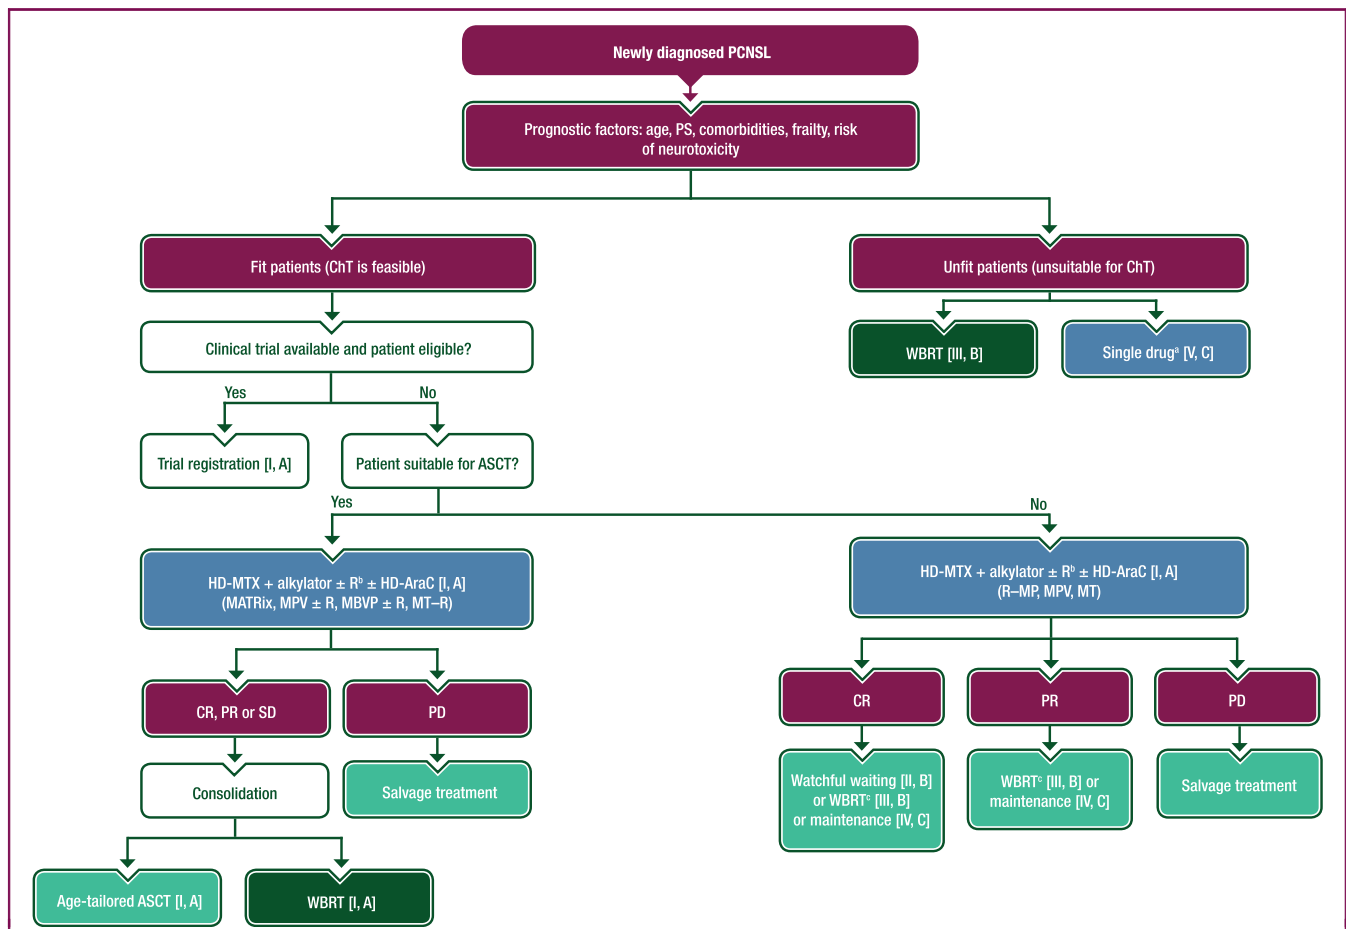 Newly diagnosed PCNSL
Prognostic factors: age, PS, comorbidities, frailty, risk
of neurotoxicity
Fit patients (ChT is feasible)
Unfit patients (unsuitable for ChT)
Clinical trial available and patient eligible?
WBRT [III, B]
Single drugᵃ [V, C]
Yes
No
Trial registration [I, A]
Patient suitable for ASCT?
Yes
No
HD-MTX + alkylator ± Rᵇ ± HD-AraC [I, A]
(MATRix, MPV ± R, MBVP ± R, MT–R)
HD-MTX + alkylator ± Rᵇ ± HD-AraC [I, A]
(R–MP, MPV, MT)
CR, PR or SD
PD
CR
PR
PD
Consolidation
Salvage treatment
Watchful waiting [II, B]
or WBRTᶜ [III, B]
or maintenance [IV, C]
WBRTᶜ [III, B] or
maintenance [IV, C]
Salvage treatment
Age-tailored ASCT [I, A]
WBRT [I, A]